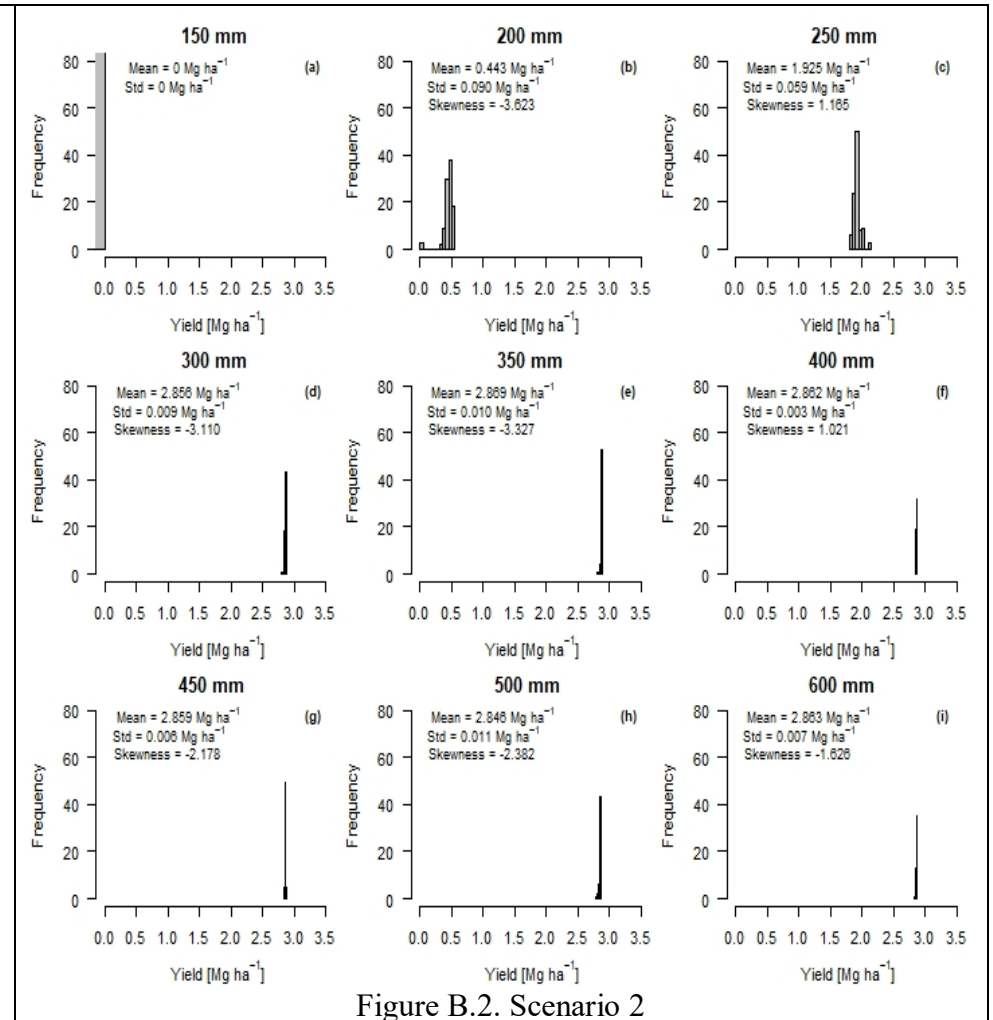 150 mm
Mean = 0 Mg ha⁻¹
Std = 0 Mg ha⁻¹
(a)
Frequency
80
60
40
20
0
0.0 0.5 1.0 1.5 2.0 2.5 3.0 3.5
Yield [Mg ha⁻¹]
200 mm
Mean = 0.443 Mg ha⁻¹
Std = 0.090 Mg ha⁻¹
Skewness = -3.623
(b)
Frequency
80
60
40
20
0
0.0 0.5 1.0 1.5 2.0 2.5 3.0 3.5
Yield [Mg ha⁻¹]
250 mm
Mean = 1.925 Mg ha⁻¹
Std = 0.059 Mg ha⁻¹
Skewness = 1.165
(c)
Frequency
80
60
40
20
0
0.0 0.5 1.0 1.5 2.0 2.5 3.0 3.5
Yield [Mg ha⁻¹]
300 mm
Mean = 2.856 Mg ha⁻¹
Std = 0.009 Mg ha⁻¹
Skewness = -3.110
(d)
Frequency
80
60
40
20
0
0.0 0.5 1.0 1.5 2.0 2.5 3.0 3.5
Yield [Mg ha⁻¹]
350 mm
Mean = 2.869 Mg ha⁻¹
Std = 0.010 Mg ha⁻¹
Skewness = -3.327
(e)
Frequency
80
60
40
20
0
0.0 0.5 1.0 1.5 2.0 2.5 3.0 3.5
Yield [Mg ha⁻¹]
400 mm
Mean = 2.862 Mg ha⁻¹
Std = 0.003 Mg ha⁻¹
Skewness = 1.021
(f)
Frequency
80
60
40
20
0
0.0 0.5 1.0 1.5 2.0 2.5 3.0 3.5
Yield [Mg ha⁻¹]
450 mm
Mean = 2.859 Mg ha⁻¹
Std = 0.006 Mg ha⁻¹
Skewness = -2.178
(g)
Frequency
80
60
40
20
0
0.0 0.5 1.0 1.5 2.0 2.5 3.0 3.5
Yield [Mg ha⁻¹]
500 mm
Mean = 2.846 Mg ha⁻¹
Std = 0.011 Mg ha⁻¹
Skewness = -2.382
(h)
Frequency
80
60
40
20
0
0.0 0.5 1.0 1.5 2.0 2.5 3.0 3.5
Yield [Mg ha⁻¹]
600 mm
Mean = 2.863 Mg ha⁻¹
Std = 0.007 Mg ha⁻¹
Skewness = -1.626
(i)
Frequency
80
60
40
20
0
0.0 0.5 1.0 1.5 2.0 2.5 3.0 3.5
Yield [Mg ha⁻¹]
Figure B.2. Scenario 2